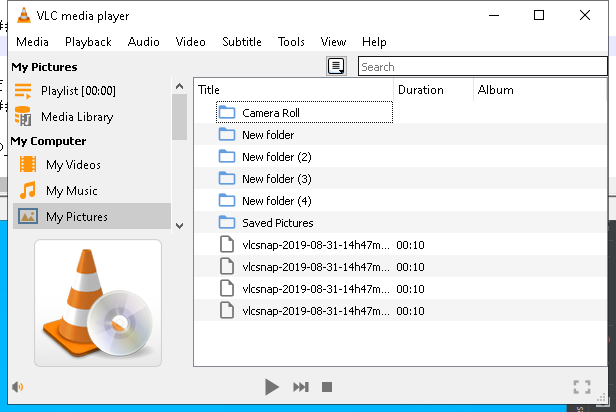 VLC media player
Media Playback Audio Video Subtitle Tools View Help
My Pictures
Search
Playlist [00:00]
Media Library
My Computer
My Videos
My Music
My Pictures
Title Duration Album
Camera Roll
New folder
New folder (2)
New folder (3)
New folder (4)
Saved Pictures
vlcsnap-2019-08-31-14h47m... 00:10
vlcsnap-2019-08-31-14h47m... 00:10
vlcsnap-2019-08-31-14h47m... 00:10
vlcsnap-2019-08-31-14h47m... 00:10